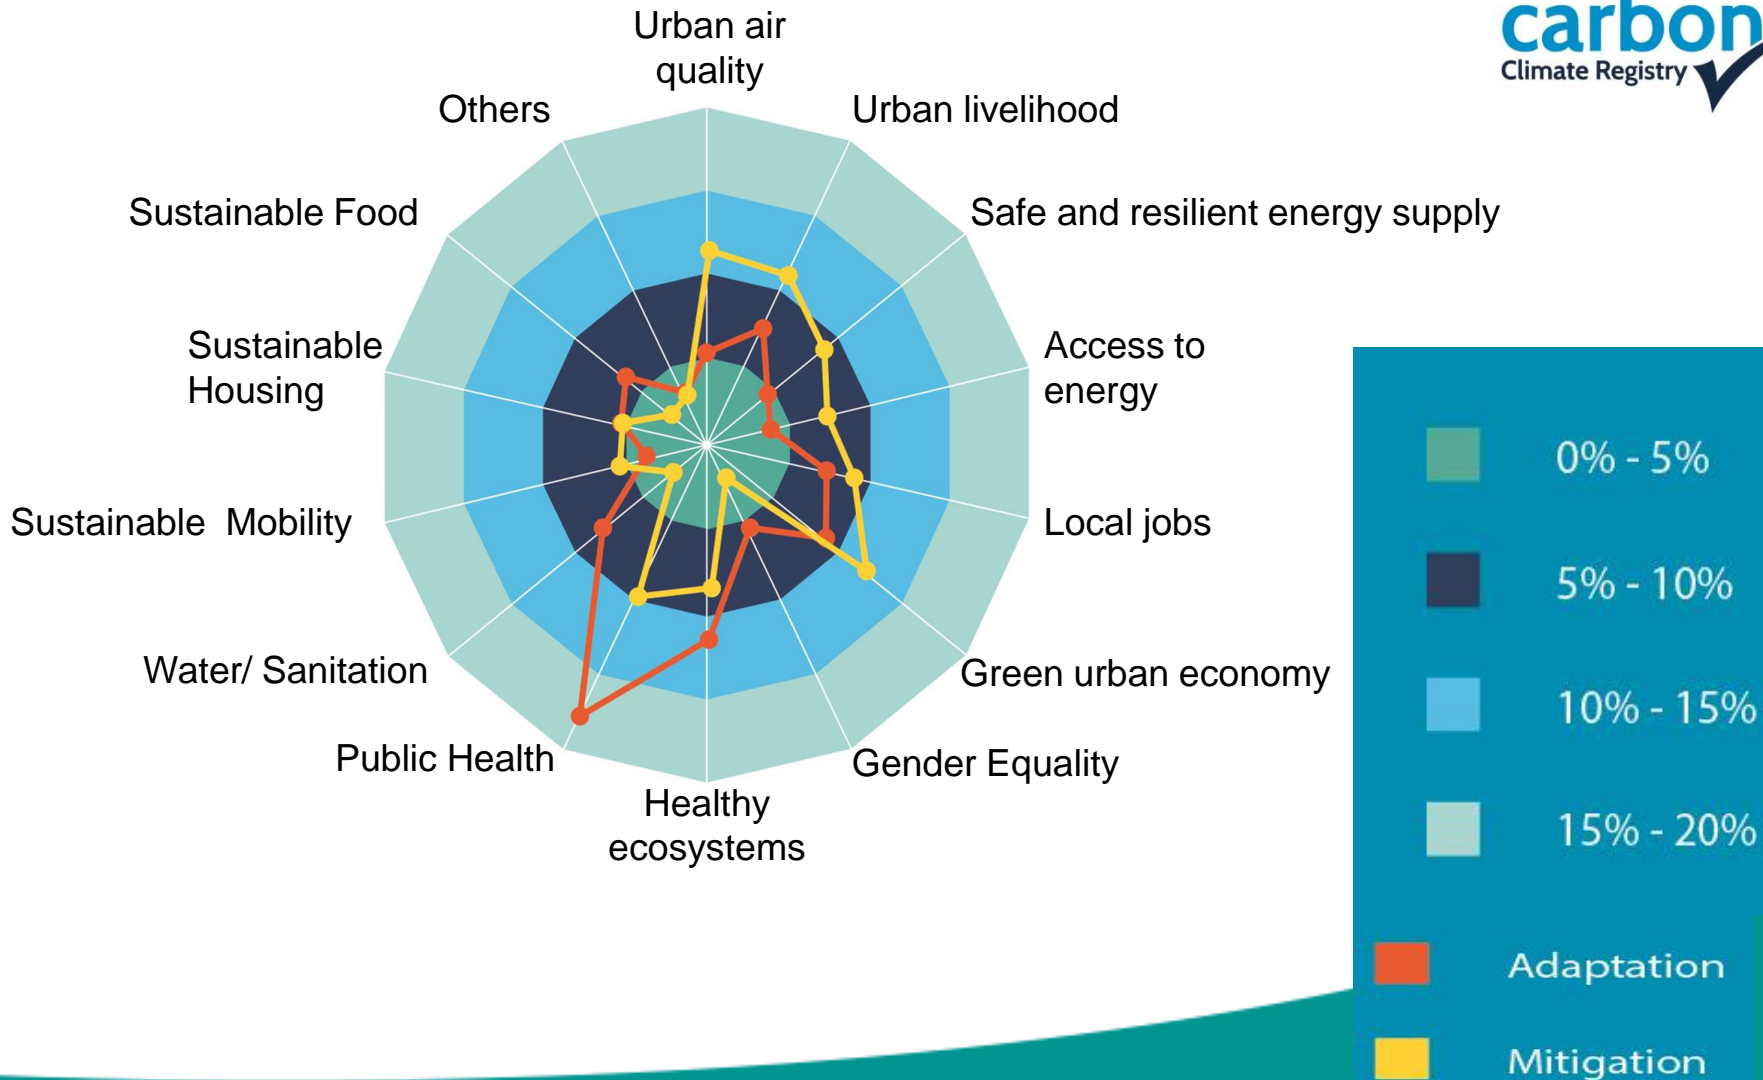 carbon
Climate Registry
Urban air
quality
Others
Urban livelihood
Sustainable Food
Safe and resilient energy supply
Sustainable
Housing
Access to
energy
Sustainable  Mobility
Local jobs
Water/ Sanitation
Green urban economy
Public Health
Gender Equality
Healthy
ecosystems
0% - 5%
5% - 10%
10% - 15%
15% - 20%
Adaptation
Mitigation